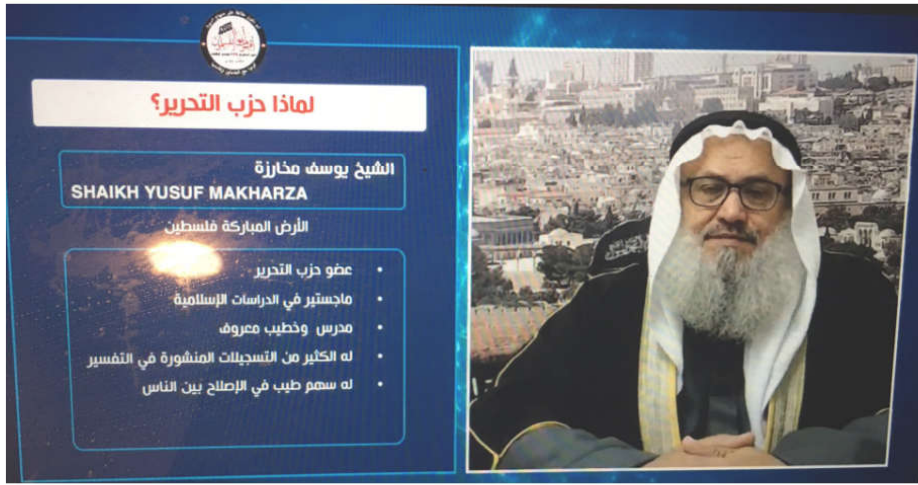 لماذا حزب التحرير؟
الشيخ يوسف مخارزة
SHAIKH YUSUF MAKHARZA
الأرض المباركة فلسطين
• عضو حزب التحرير
• ماجستير في الدراسات الإسلامية
• مدرس وخطيب معروف
• له الكثير من التسجيلات المنشورة في التفسير
• له سهم طيب في الإصلاح بين الناس